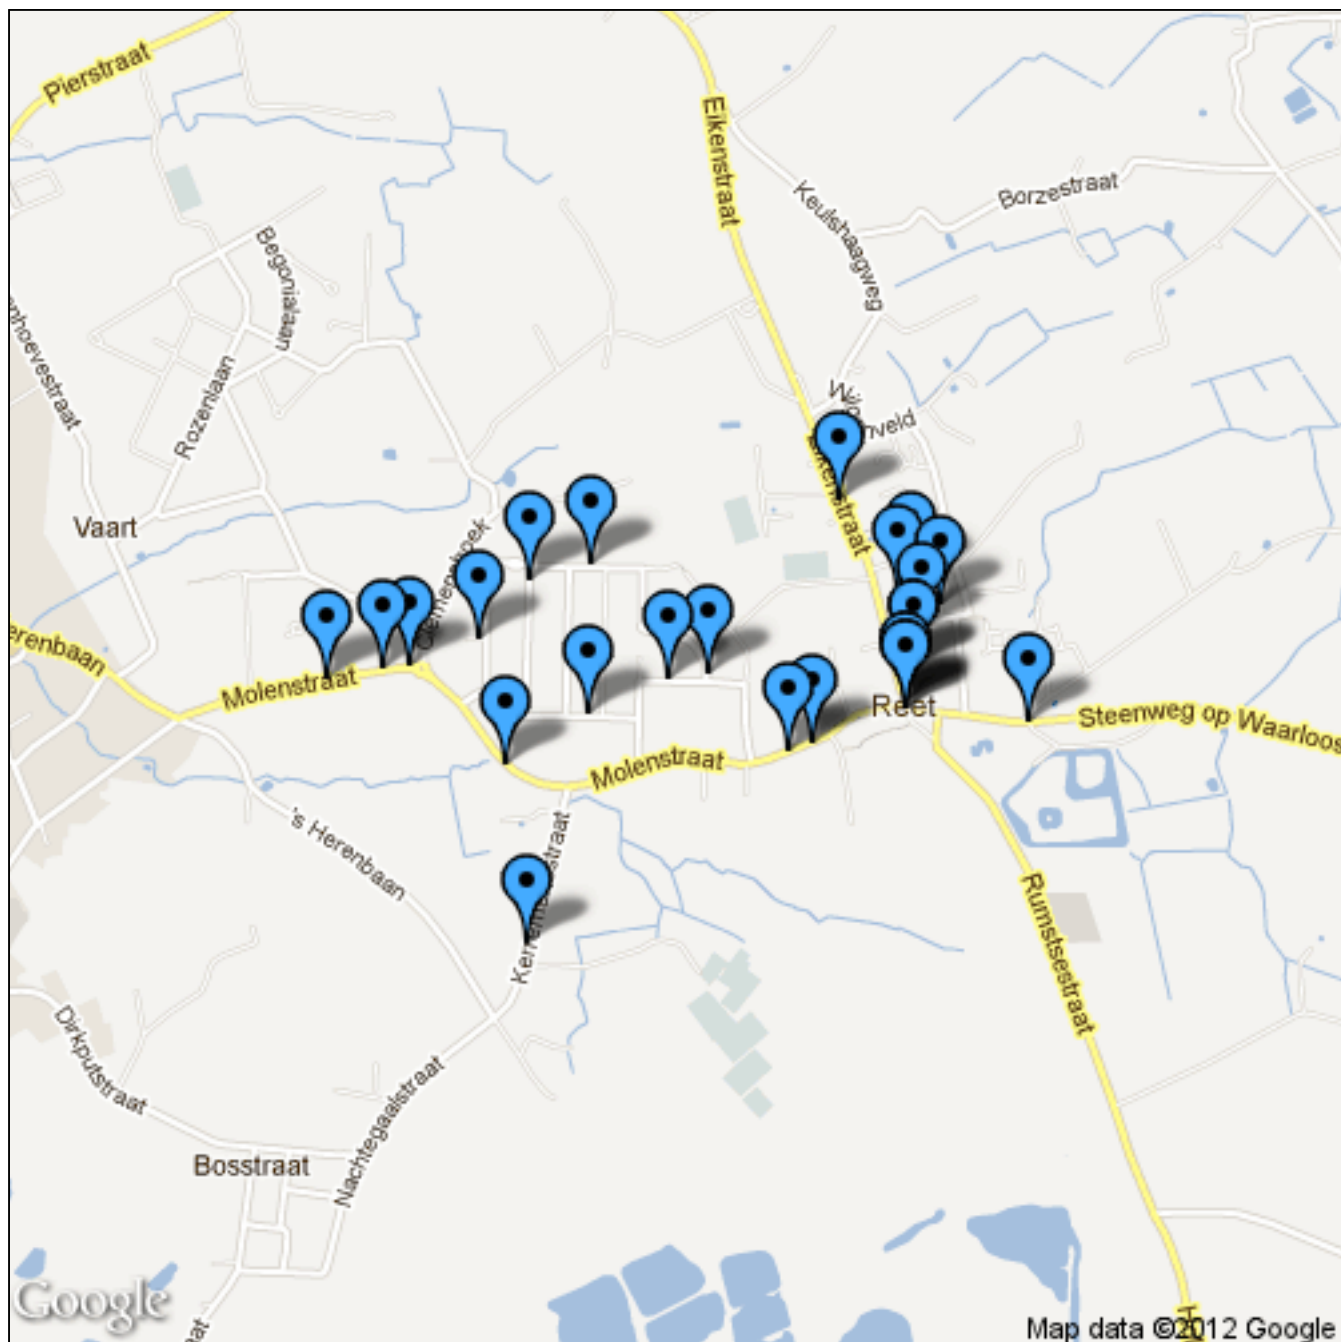 Pierstraat
Eikenstraat
Keulshaagweg
Borzestraat
Begonialaan
Rozenlaan
Vaart
Eikenstraat
Molenstraat
Reet
Steenweg op Waarloos
Molenstraat
's Herenbaan
Rumstsestraat
Dirkputstraat
Nachtegaalstraat
Bosstraat
Google
Map data ©2012 Google